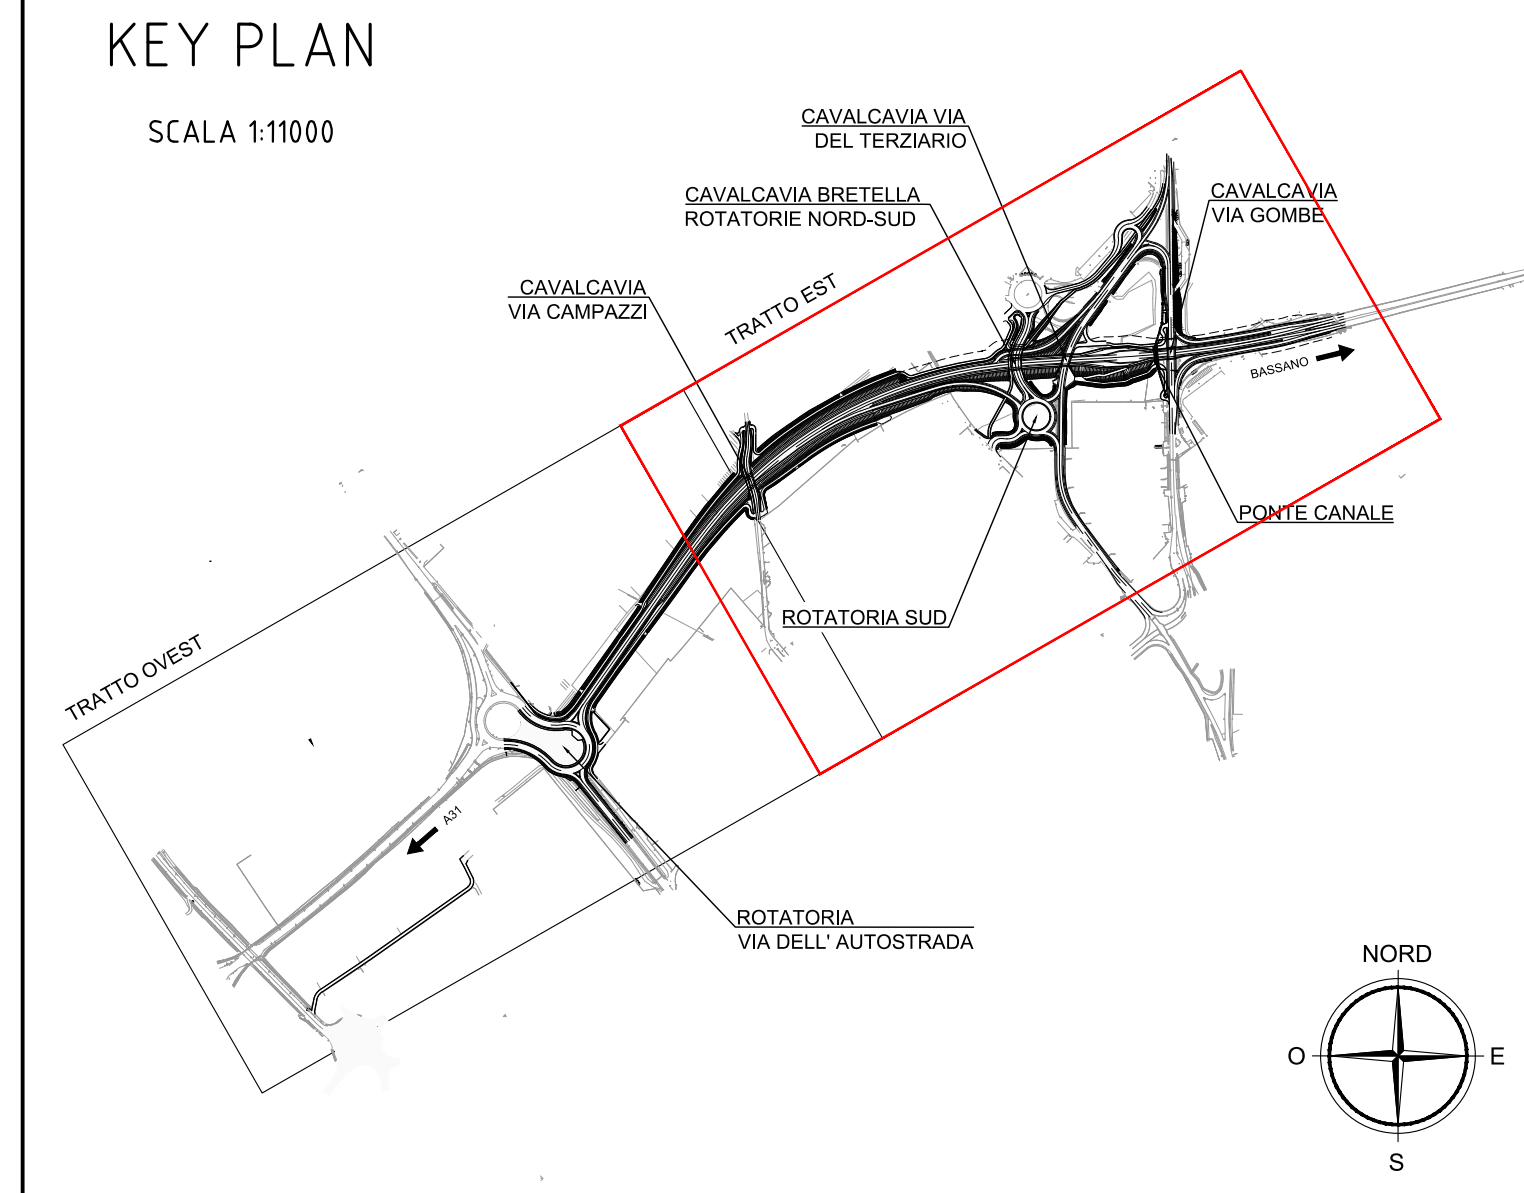 KEY PLAN
SCALA 1:11000
CAVALCAVIA VIA
DEL TERZIARIO
CAVALCAVIA BRETELLA
ROTATORIE NORD-SUD
CAVALCAVIA
VIA GOMBE
CAVALCAVIA
VIA CAMPAZZI
TRATTO EST
BASSANO
PONTE CANALE
ROTATORIA SUD
TRATTO OVEST
A31
ROTATORIA
VIA DELL' AUTOSTRADA
NORD
O
E
S